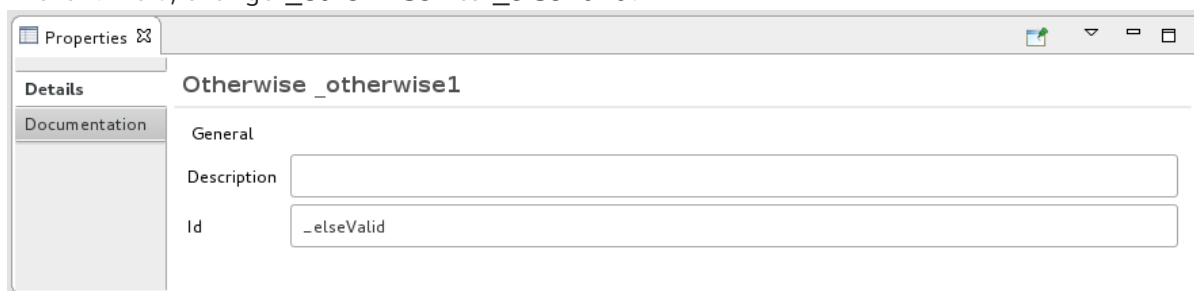 Properties
Details
Otherwise _otherwise1
Documentation
General
Description
Id
_elseValid